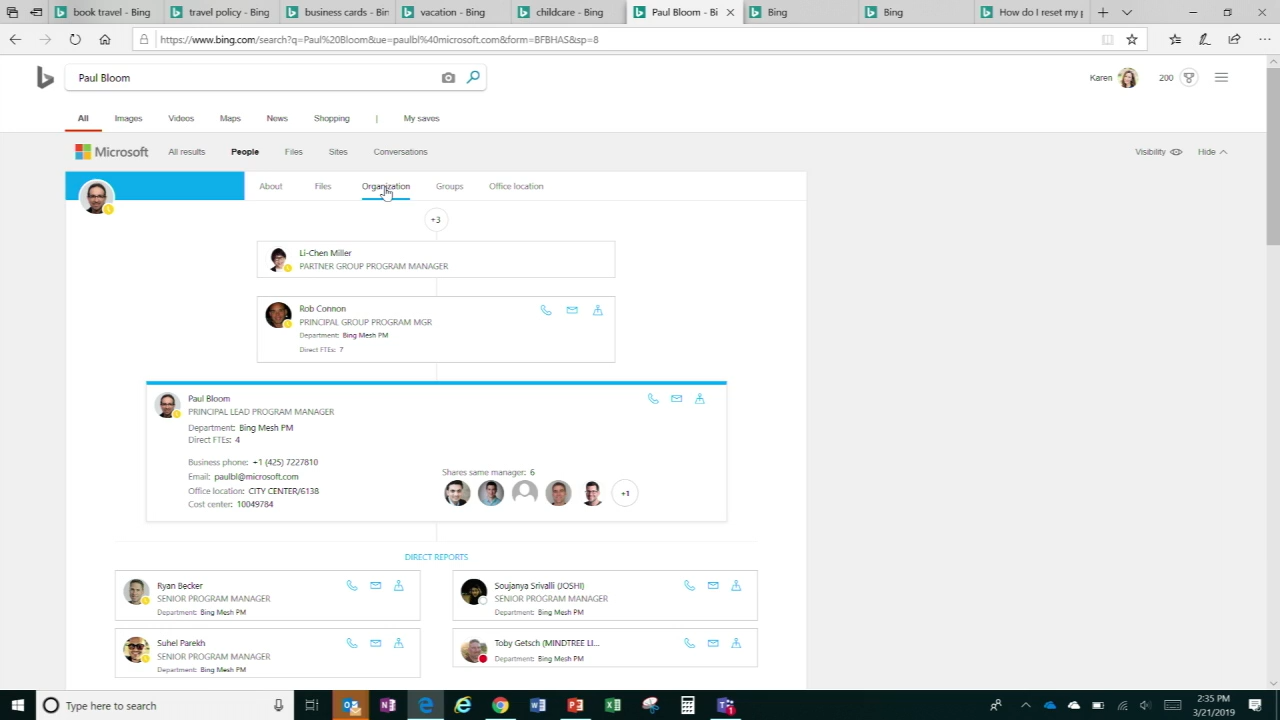 book travel - Bing
travel policy - Bing
business cards - Bin
vacation - Bing
childcare - Bing
Paul Bloom - Bi
Bing
Bing
How do I reset my p
https://www.bing.com/search?q=Paul%20Bloom&ue=paulbl%40microsoft.com&form=BFBHAS&sp=8
Paul Bloom
Karen
200
All Images Videos Maps News Shopping | My saves
Microsoft All results People Files Sites Conversations Visibility Hide
About Files Organization Groups Office location
+3
Li-Chen Miller
PARTNER GROUP PROGRAM MANAGER
Rob Connon
PRINCIPAL GROUP PROGRAM MGR
Department: Bing Mesh PM
Direct FTEs: 7
Paul Bloom
PRINCIPAL LEAD PROGRAM MANAGER
Department: Bing Mesh PM
Direct FTEs: 4
Business phone: +1 (425) 7227810
Email: paulbl@microsoft.com
Office location: CITY CENTER/6138
Cost center: 10049784
Shares same manager: 6
+1
DIRECT REPORTS
Ryan Becker
SENIOR PROGRAM MANAGER
Department: Bing Mesh PM
Soujanya Srivalli (JOSHI)
SENIOR PROGRAM MANAGER
Department: Bing Mesh PM
Suhel Parekh
SENIOR PROGRAM MANAGER
Department: Bing Mesh PM
Toby Getsch (MINDTREE LI...
Department: Bing Mesh PM
Type here to search
2:35 PM
3/21/2019